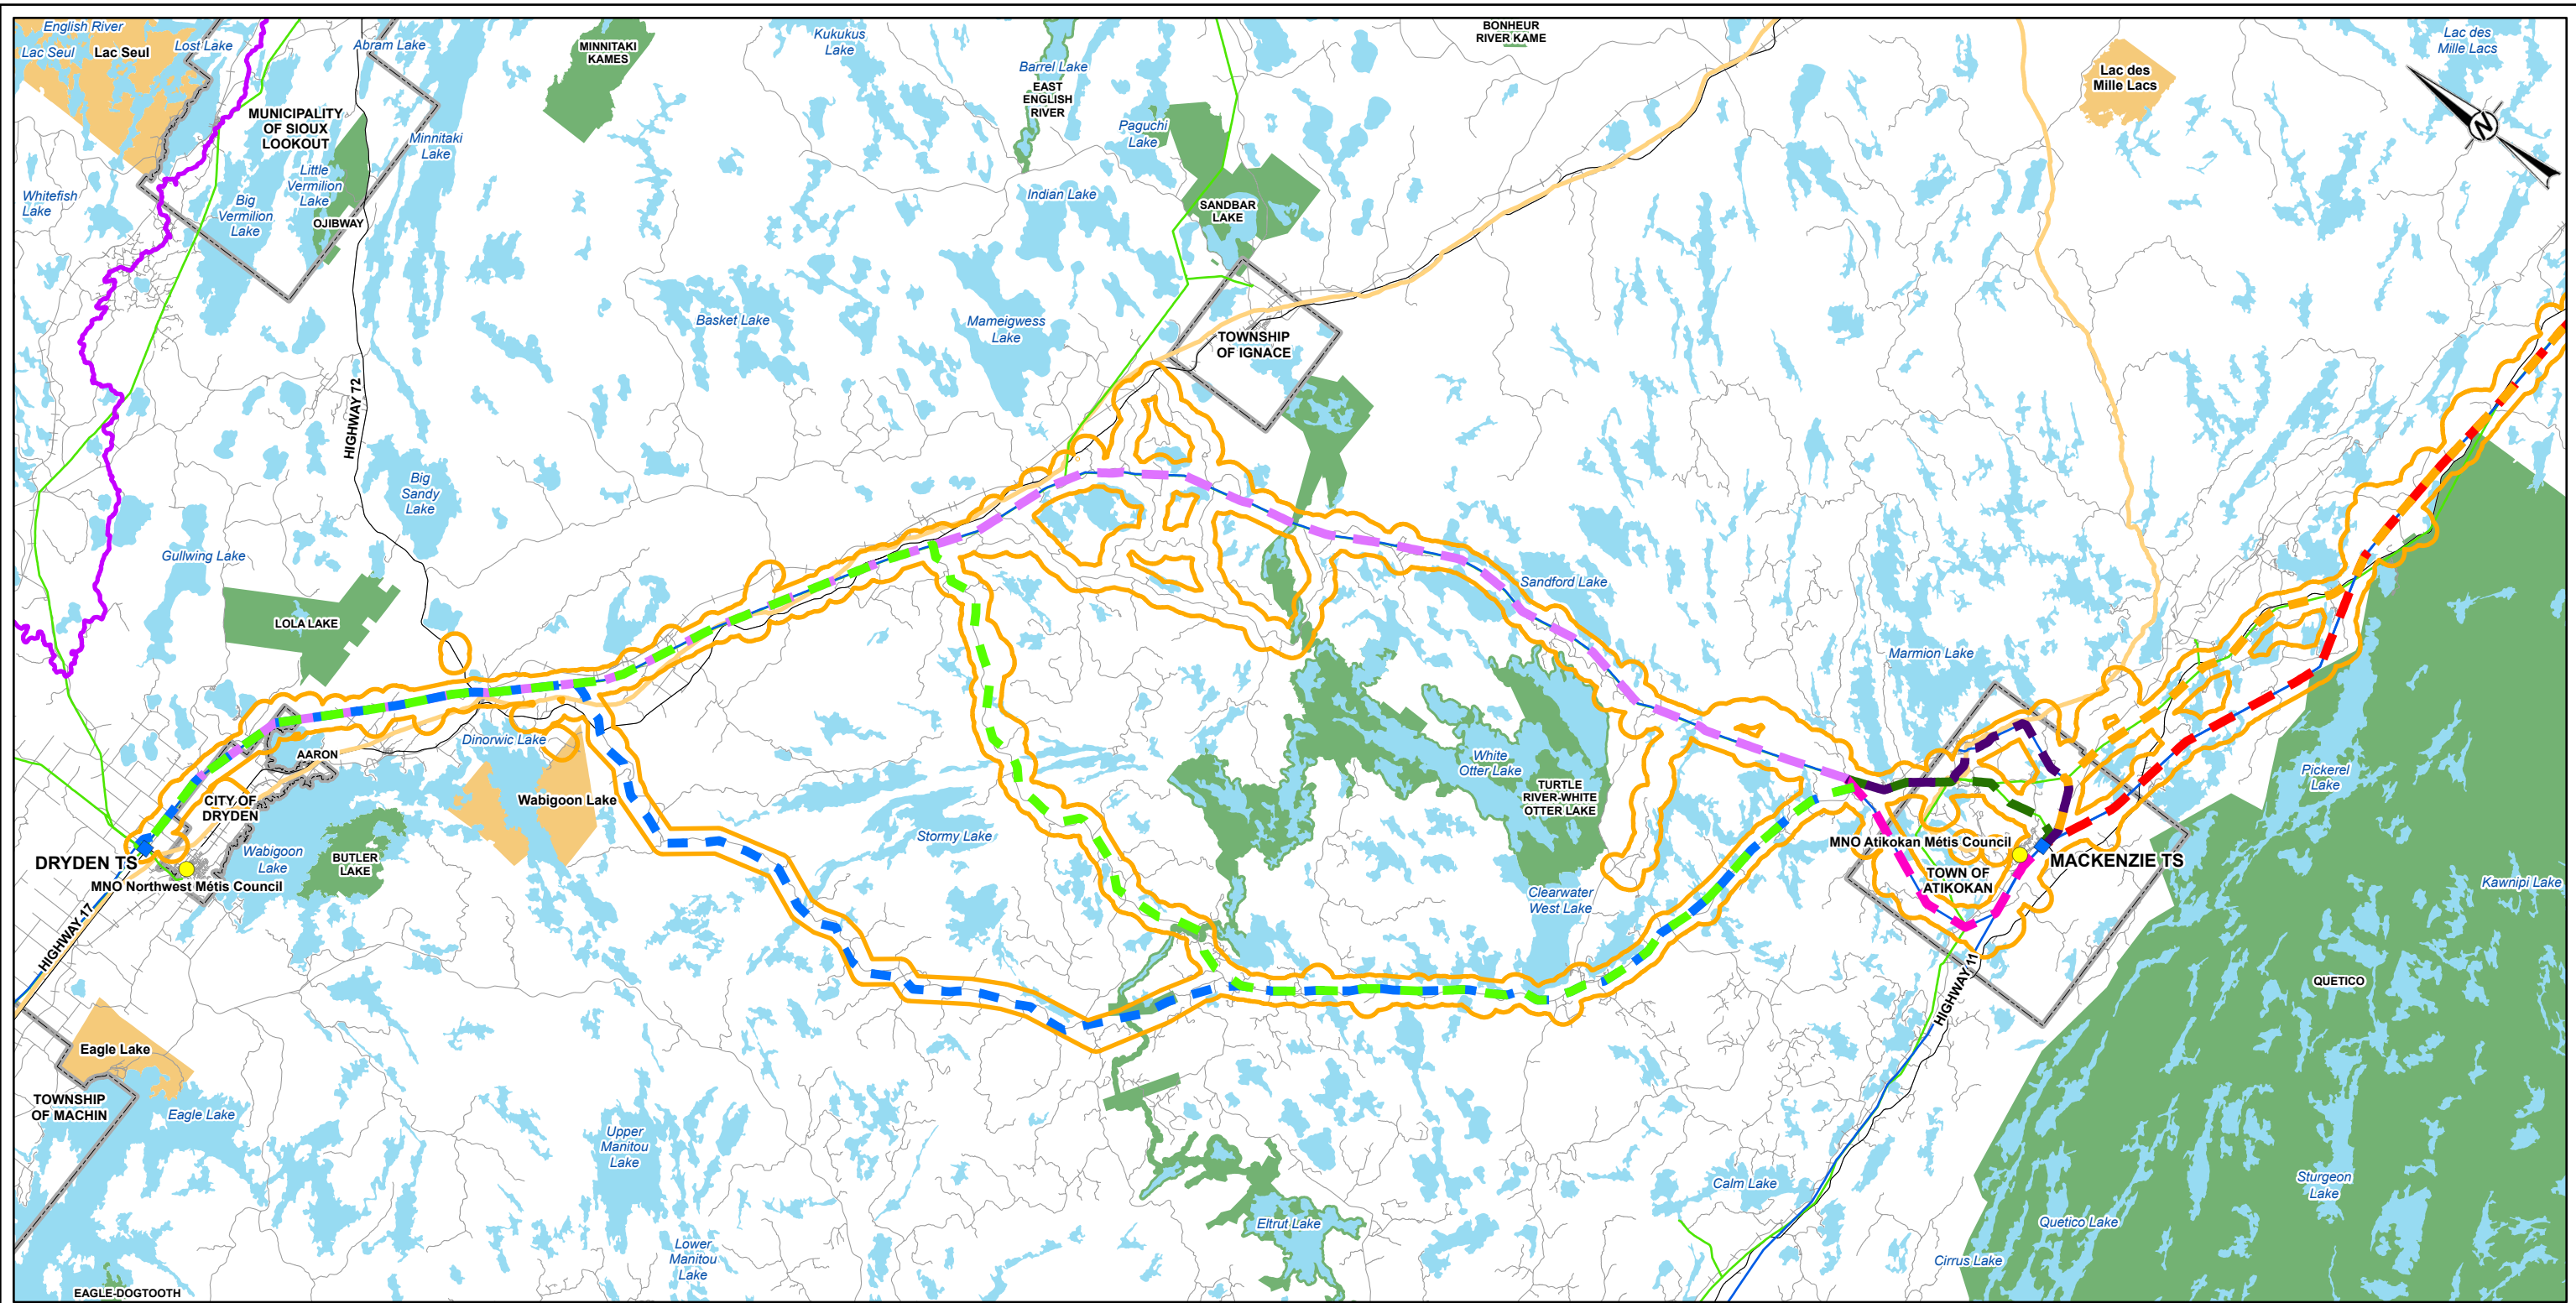 English River
Lac Seul
Lac Seul
Lost Lake
Abram Lake
MINNITAKI
KAMES
Kukukus
Lake
Barrel Lake
EAST
ENGLISH
RIVER
BONHEUR
RIVER KAME
Lac des
Mille Lacs
Lac des
Mille Lacs
N
MUNICIPALITY
OF SIOUX
LOOKOUT
Minnitaki
Lake
Paguchi
Lake
Little
Vermilion
Lake
Whitefish
Lake
Big
Vermilion
Lake
OJIBWAY
Indian Lake
SANDBAR
LAKE
Basket Lake
Mameigwess
Lake
TOWNSHIP
OF IGNACE
HIGHWAY 72
Big
Sandy
Lake
Gullwing Lake
LOLA LAKE
Sandford Lake
Marmion Lake
AARON
Dinorwic Lake
Wabigoon Lake
CITY OF
DRYDEN
White
Otter Lake
TURTLE
RIVER-WHITE
OTTER LAKE
Pickerel
Lake
Stormy Lake
DRYDEN TS
Wabigoon
Lake
BUTLER
LAKE
MNO Northwest Métis Council
MNO Atikokan Métis Council
MACKENZIE TS
TOWN OF
ATIKOKAN
Clearwater
West Lake
Kawnipi Lake
HIGHWAY 17
HIGHWAY 11
QUETICO
Eagle Lake
TOWNSHIP
OF MACHIN
Eagle Lake
Upper
Manitou
Lake
Calm Lake
Sturgeon
Lake
Eltrut Lake
Quetico Lake
Lower
Manitou
Lake
Cirrus Lake
EAGLE-DOGTOOTH